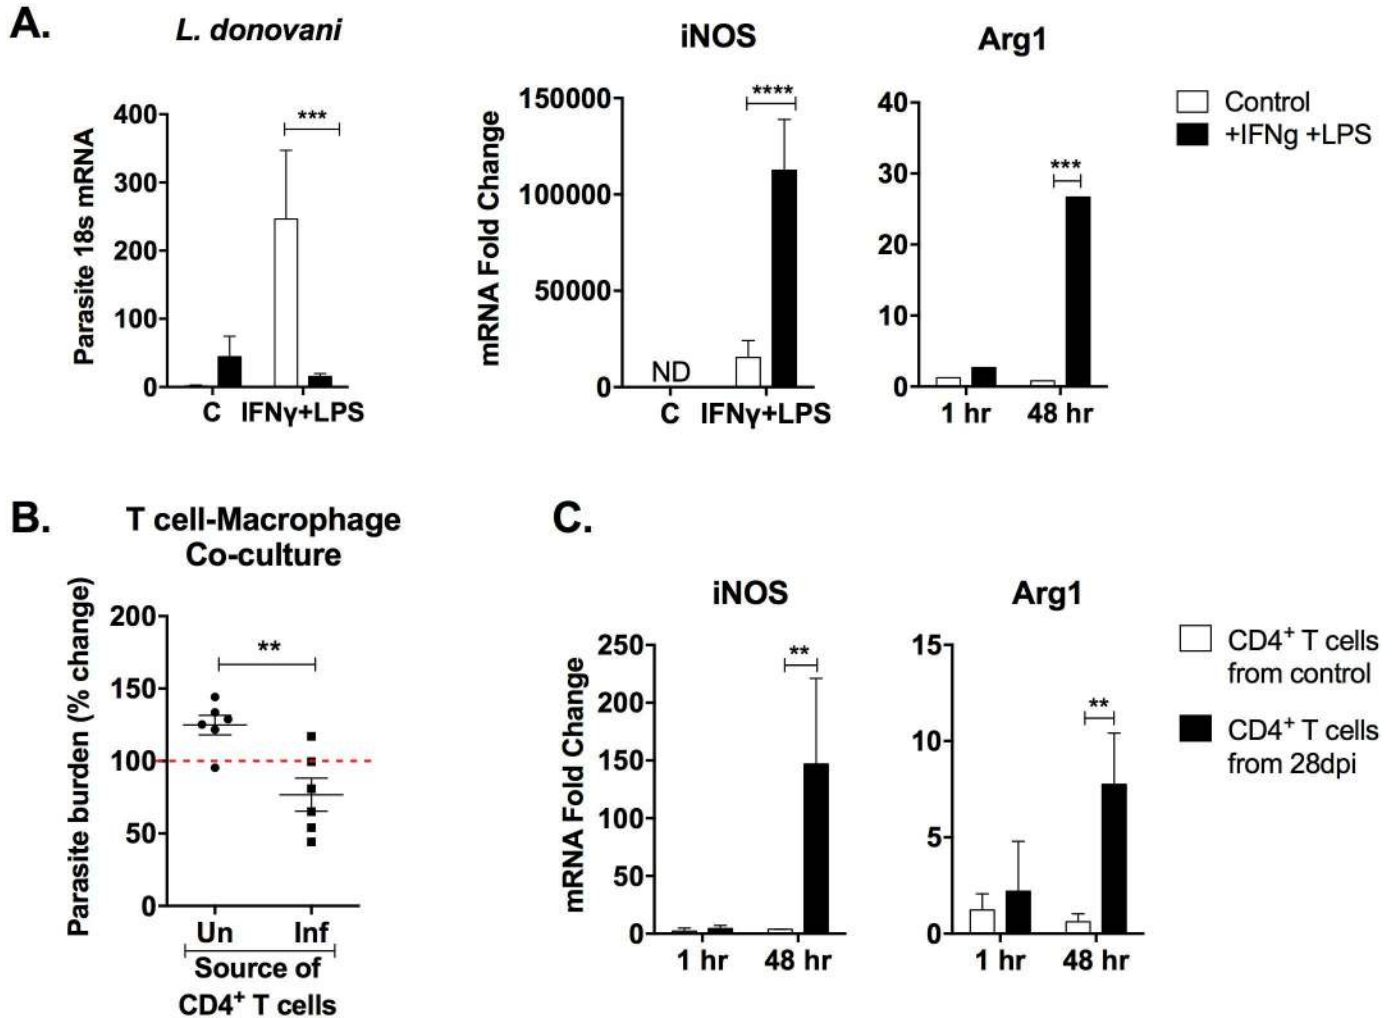 A.
L. donovani
Parasite 18s mRNA
400
300
200
100
0
***
C IFNγ+LPS
iNOS
mRNA Fold Change
150000
100000
50000
0
****
ND
C IFNγ+LPS
Arg1
40
30
20
10
0
***
1 hr 48 hr
Control
+IFNg +LPS
B.
T cell-Macrophage
Co-culture
Parasite burden (% change)
200
150
100
50
0
**
Un Inf
Source of
CD4⁺ T cells
C.
iNOS
mRNA Fold Change
250
200
150
100
50
0
**
1 hr 48 hr
Arg1
15
10
5
0
**
1 hr 48 hr
CD4⁺ T cells
from control
CD4⁺ T cells
from 28dpi